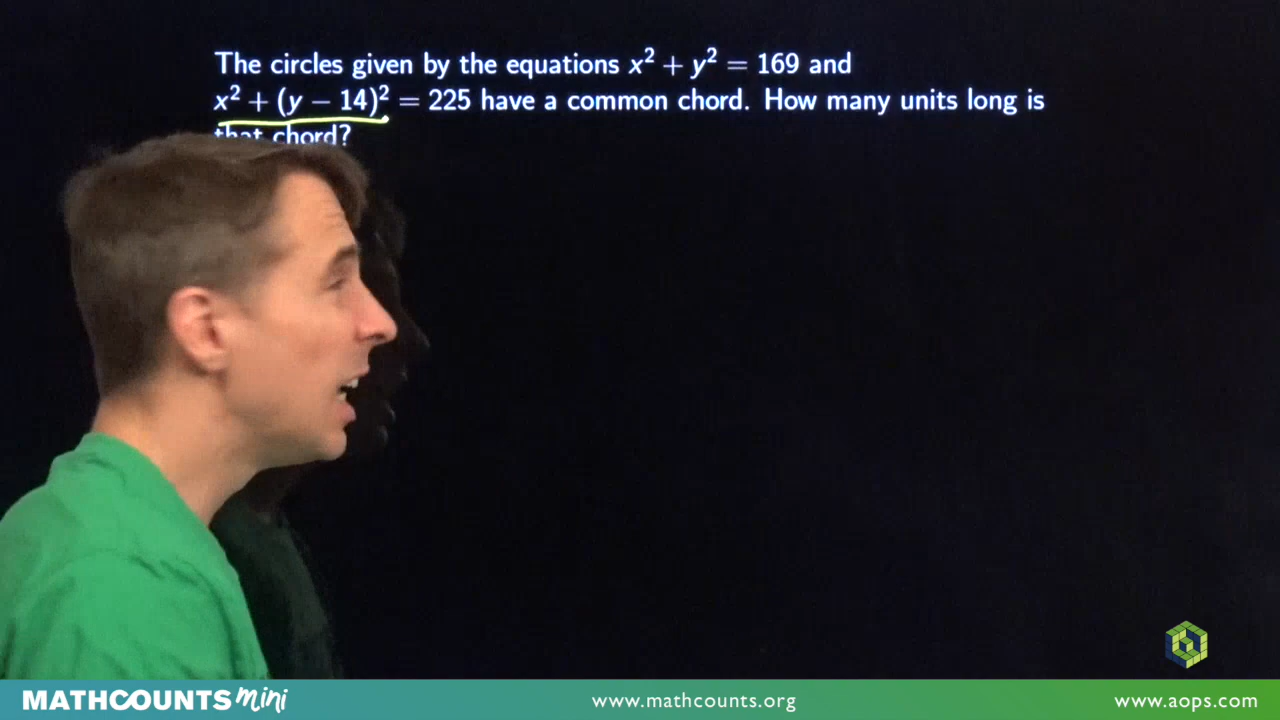 The circles given by the equations x² + y² = 169 and
x² + (y − 14)² = 225 have a common chord. How many units long is
that chord?
MATHCOUNTS mini
www.mathcounts.org
www.aops.com